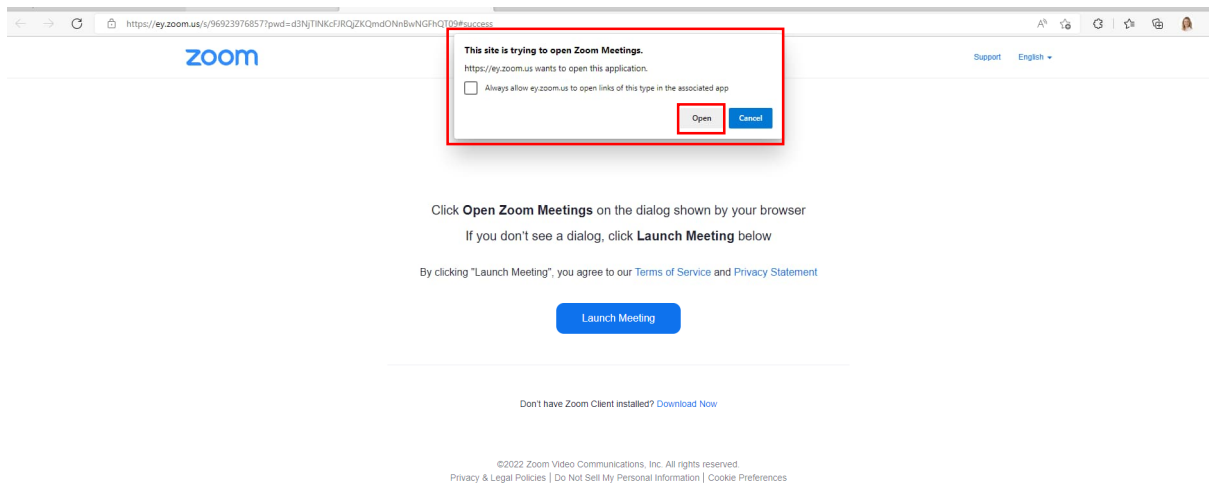 https://ey.zoom.us/s/96923976857?pwd=d3NjTlNKcFJRQjZKQmdONnBwNGFhQT09#success
zoom
Support English
This site is trying to open Zoom Meetings.
https://ey.zoom.us wants to open this application.
Always allow ey.zoom.us to open links of this type in the associated app
Open Cancel
Click Open Zoom Meetings on the dialog shown by your browser
If you don't see a dialog, click Launch Meeting below
By clicking "Launch Meeting", you agree to our Terms of Service and Privacy Statement
Launch Meeting
Don't have Zoom Client installed? Download Now
©2022 Zoom Video Communications, Inc. All rights reserved.
Privacy & Legal Policies | Do Not Sell My Personal Information | Cookie Preferences